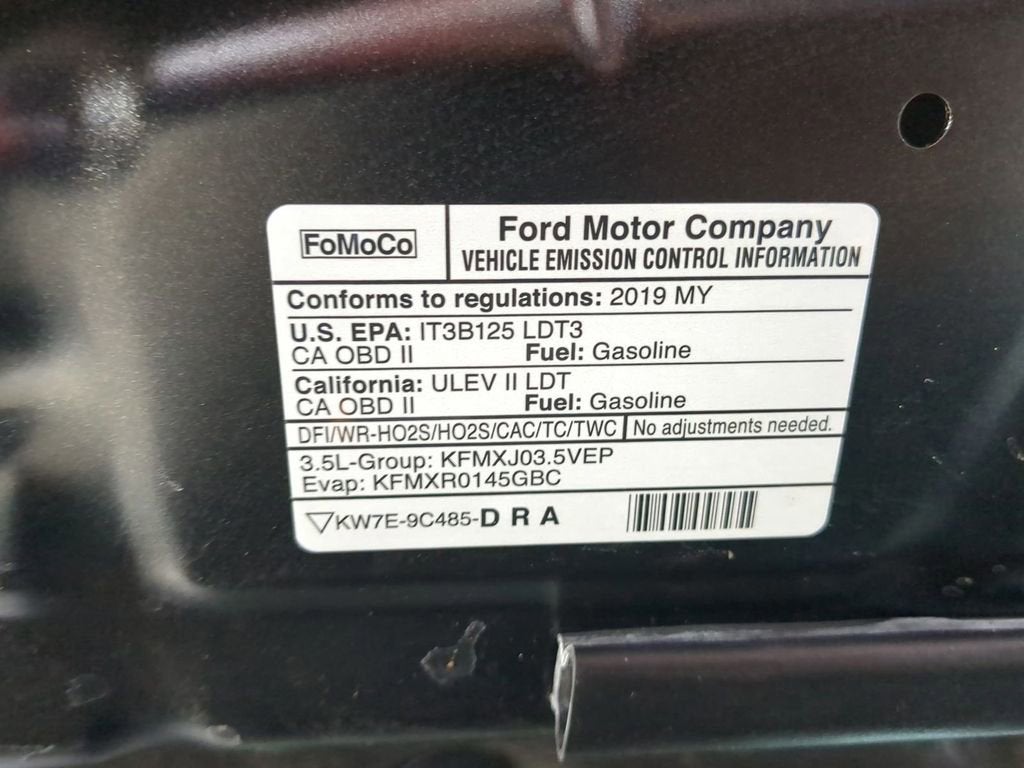 FoMoCo
Ford Motor Company
VEHICLE EMISSION CONTROL INFORMATION
Conforms to regulations: 2019 MY
U.S. EPA: IT3B125 LDT3
CA OBD II Fuel: Gasoline
California: ULEV II LDT
CA OBD II Fuel: Gasoline
DFI/WR-HO2S/HO2S/CAC/TC/TWC No adjustments needed.
3.5L-Group: KFMXJ03.5VEP
Evap: KFMXR0145GBC
KW7E-9C485-D R A